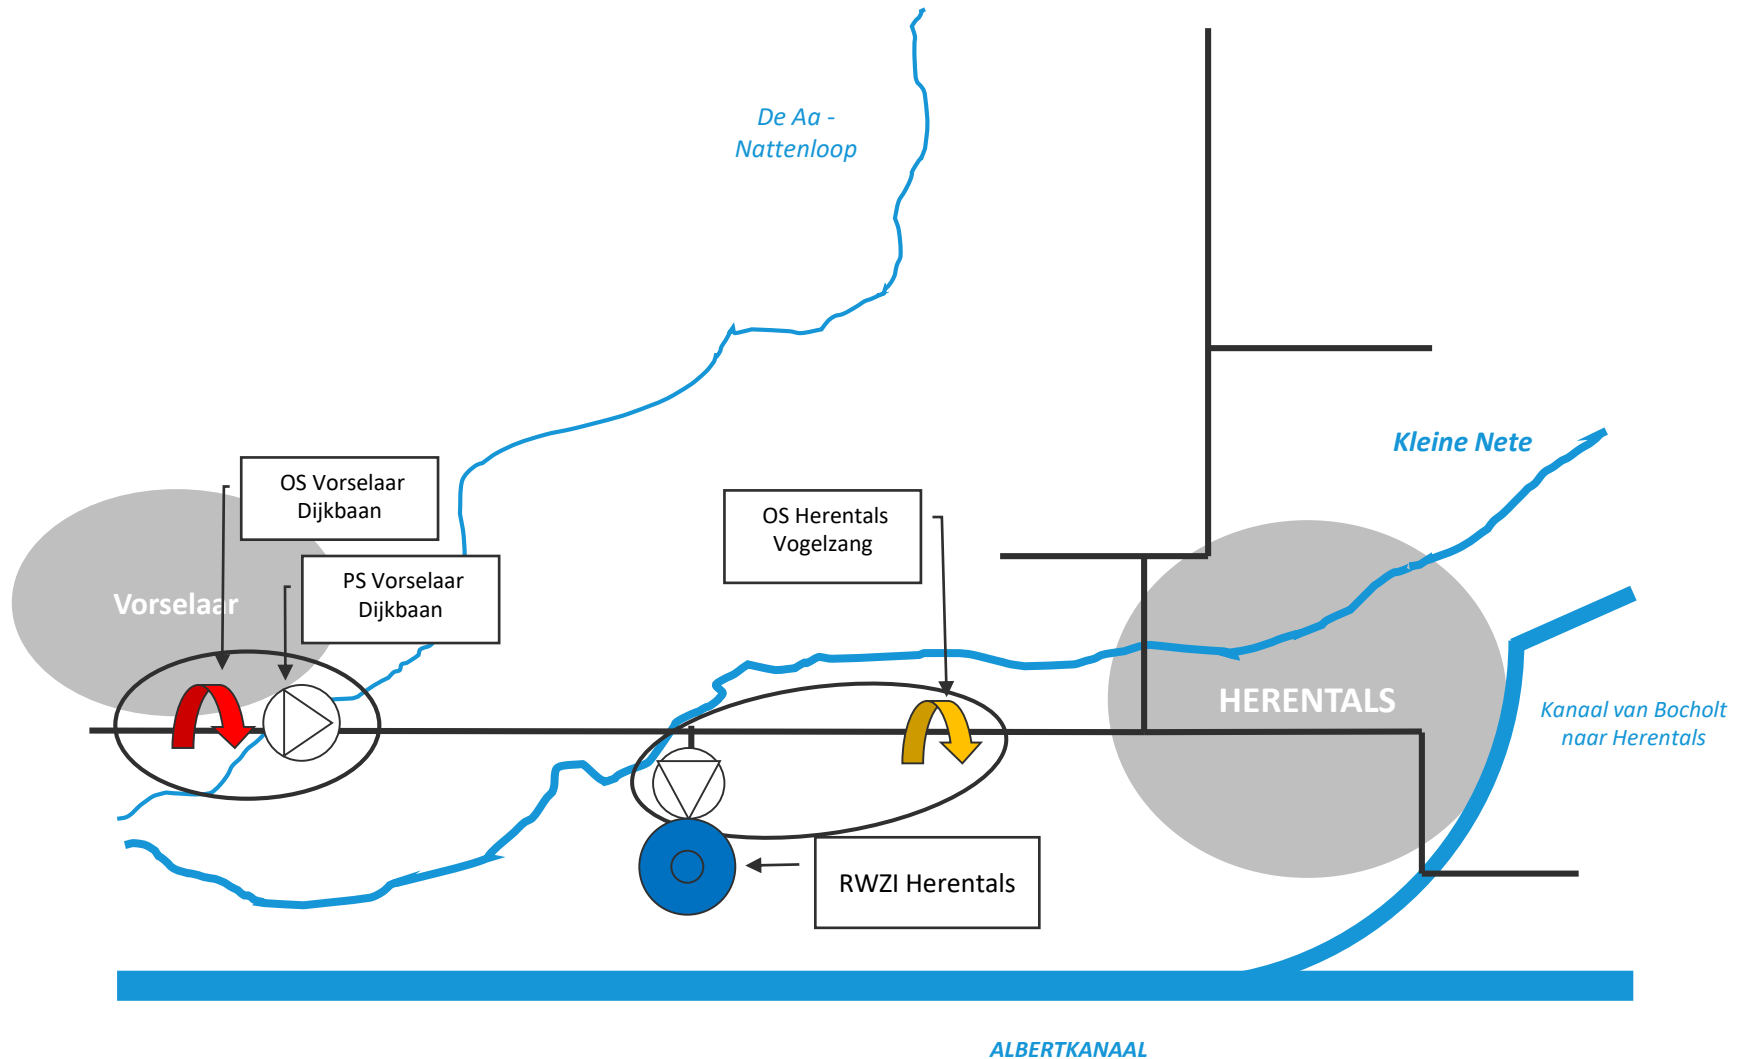 De Aa -
Nattenloop
Kleine Nete
OS Vorselaar
Dijkbaan
OS Herentals
Vogelzang
PS Vorselaar
Dijkbaan
Vorselaar
HERENTALS
Kanaal van Bocholt
naar Herentals
RWZI Herentals
ALBERTKANAAL